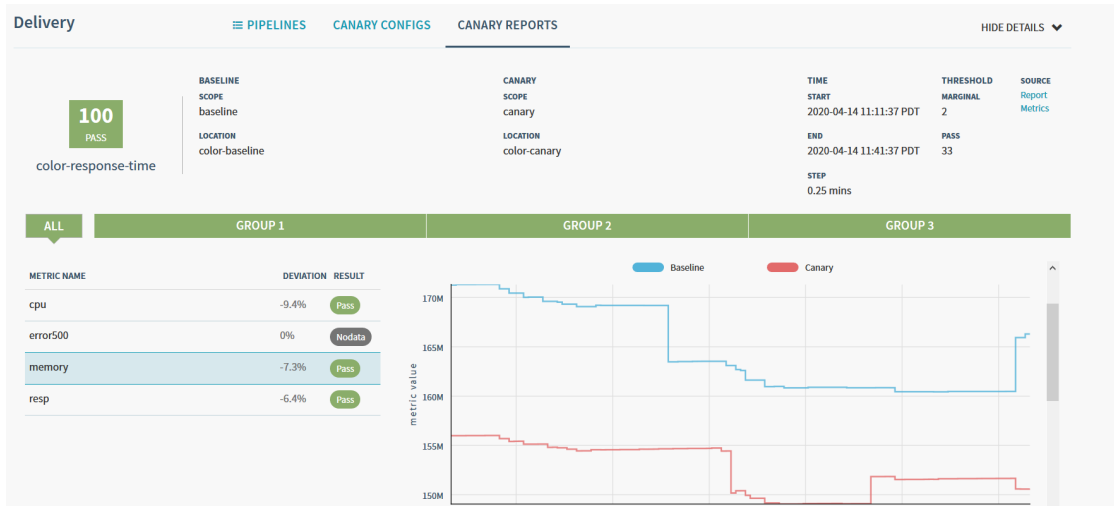 Delivery
PIPELINES CANARY CONFIGS CANARY REPORTS
HIDE DETAILS
100
PASS
color-response-time
BASELINE
SCOPE
baseline
LOCATION
color-baseline
CANARY
SCOPE
canary
LOCATION
color-canary
TIME
START
2020-04-14 11:11:37 PDT
END
2020-04-14 11:41:37 PDT
STEP
0.25 mins
THRESHOLD
MARGINAL
2
PASS
33
SOURCE
Report
Metrics
ALL GROUP 1 GROUP 2 GROUP 3
METRIC NAME DEVIATION RESULT
cpu -9.4% Pass
error500 0% Nodata
memory -7.3% Pass
resp -6.4% Pass
Baseline Canary
metric value
170M
165M
160M
155M
150M